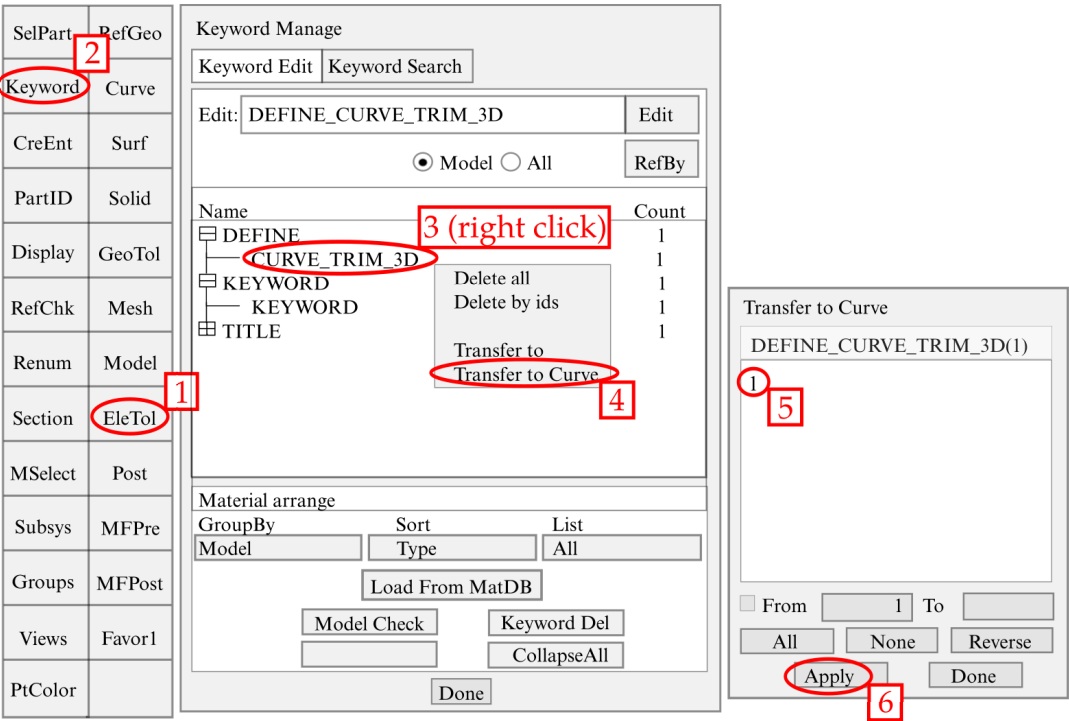 SelPart RefGeo
2
Keyword Curve
CreEnt Surf
PartID Solid
Display GeoTol
RefChk Mesh
Renum Model
1
Section EleTol
MSelect Post
Subsys MFPre
Groups MFPost
Views Favor1
PtColor
Keyword Manage
Keyword Edit Keyword Search
Edit: DEFINE_CURVE_TRIM_3D Edit
Model All RefBy
Name Count
3 (right click)
DEFINE 1
CURVE_TRIM_3D 1
KEYWORD 1
KEYWORD 1
TITLE 1
Delete all
Delete by ids
Transfer to
Transfer to Curve
4
Material arrange
GroupBy Sort List
Model Type All
Load From MatDB
Model Check Keyword Del
CollapseAll
Done
Transfer to Curve
DEFINE_CURVE_TRIM_3D(1)
1
5
From 1 To
All None Reverse
Apply Done
6